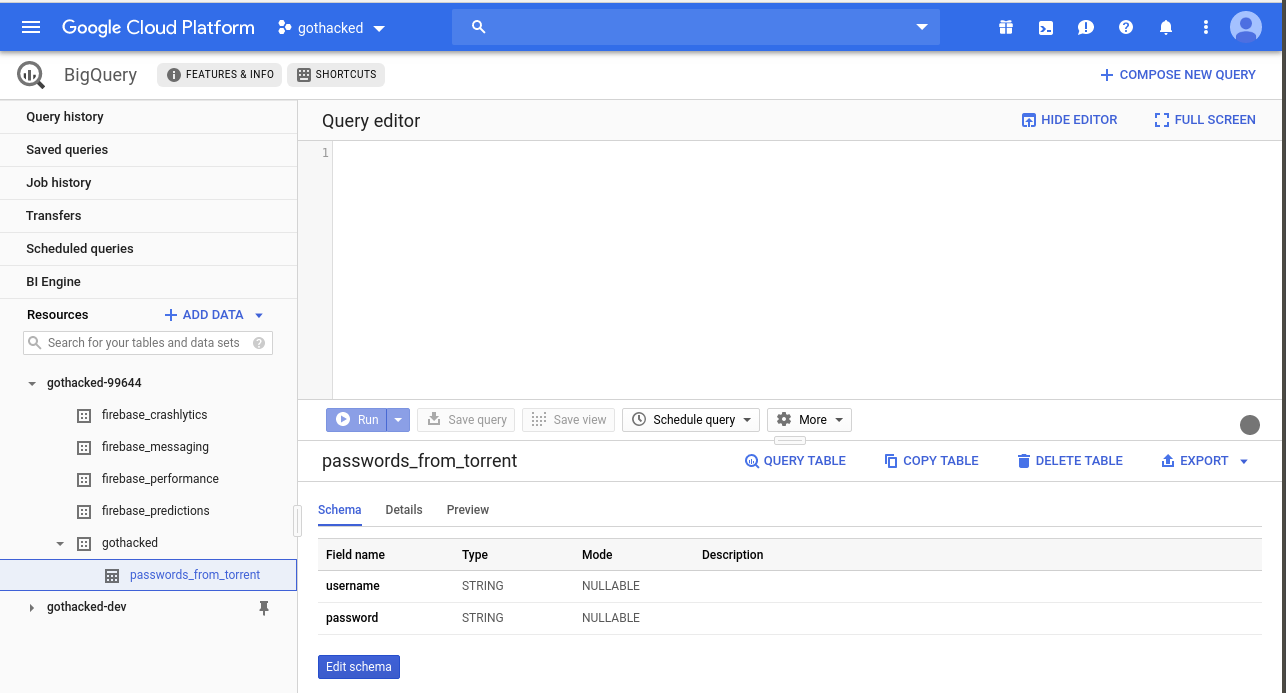 Google Cloud Platform gothacked
BigQuery FEATURES & INFO SHORTCUTS COMPOSE NEW QUERY
Query history
Saved queries
Job history
Transfers
Scheduled queries
BI Engine
Resources ADD DATA
Search for your tables and data sets ?
gothacked-99644
firebase_crashlytics
firebase_messaging
firebase_performance
firebase_predictions
gothacked
passwords_from_torrent
gothacked-dev
Query editor HIDE EDITOR FULL SCREEN
1
Run Save query Save view Schedule query More
passwords_from_torrent QUERY TABLE COPY TABLE DELETE TABLE EXPORT
Schema Details Preview
Field name Type Mode Description
username STRING NULLABLE
password STRING NULLABLE
Edit schema